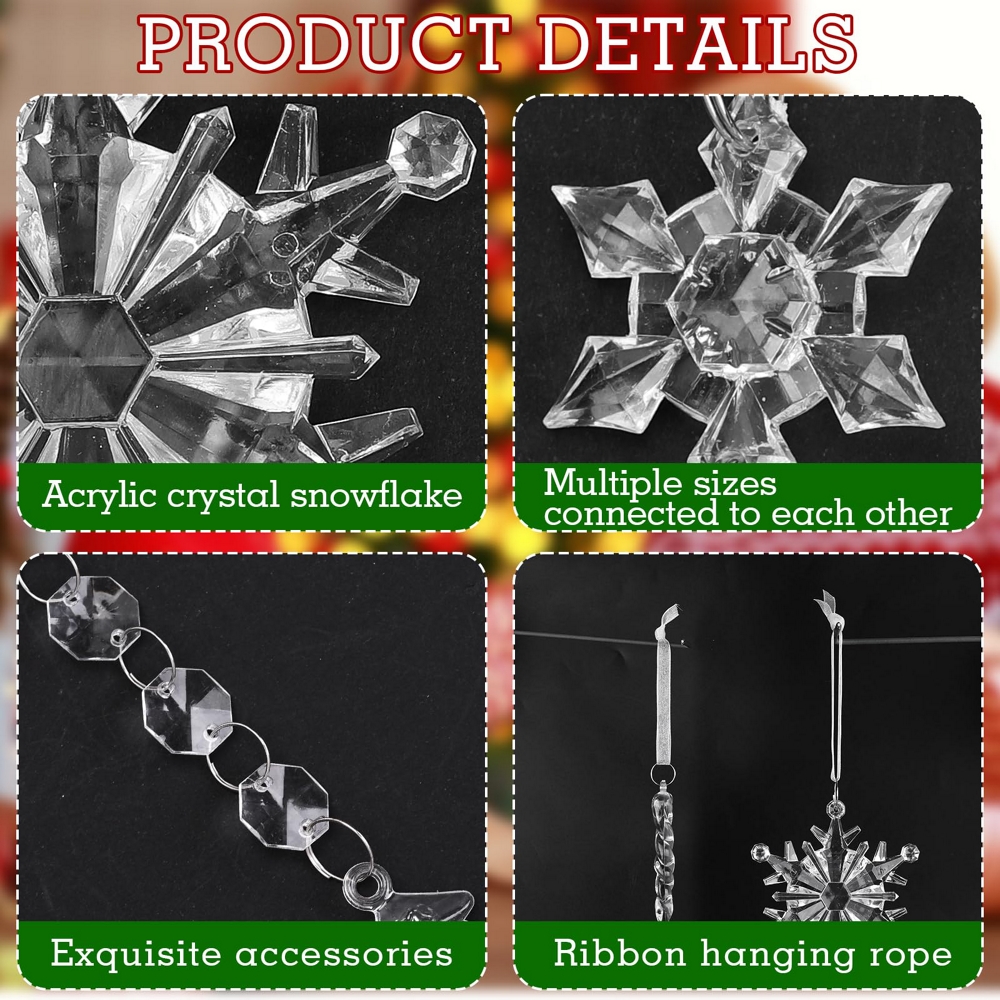 PRODUCT DETAILS
Acrylic crystal snowflake
Multiple sizes
connected to each other
Exquisite accessories
Ribbon hanging rope